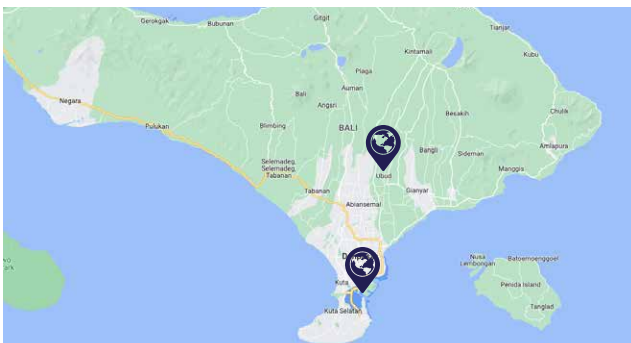 Gerokgak
Bubunan
Gitgit
Tianjar
Kintamali
Kubu
Plaga
Auman
Bali
Negara
Angsri
Besakih
Chulik
Pulukan
Blimbing
BALI
Amlapura
Bangli
Sideman
Selemadeg,
Selemadeg,
Tabanan
Manggis
Ubud
Tabanan
Gianyar
Abiansemal
Nusa
Lembongan
Batoemoenggoel
Kuta
Penida Island
Kuta Selatan
Tanglad